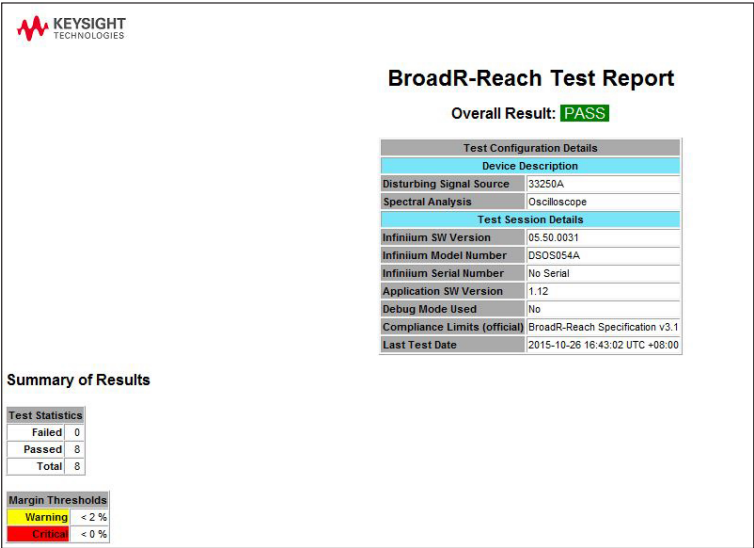 KEYSIGHT
TECHNOLOGIES
BroadR-Reach Test Report
Overall Result: PASS
Test Configuration Details
Device Description
Disturbing Signal Source 33250A
Spectral Analysis Oscilloscope
Test Session Details
Infiniium SW Version 05.50.0031
Infiniium Model Number DSOS054A
Infiniium Serial Number No Serial
Application SW Version 1.12
Debug Mode Used No
Compliance Limits (official) BroadR-Reach Specification v3.1
Last Test Date 2015-10-26 16:43:02 UTC +08:00
Summary of Results
Test Statistics
Failed 0
Passed 8
Total 8
Margin Thresholds
Warning < 2 %
Critical < 0 %